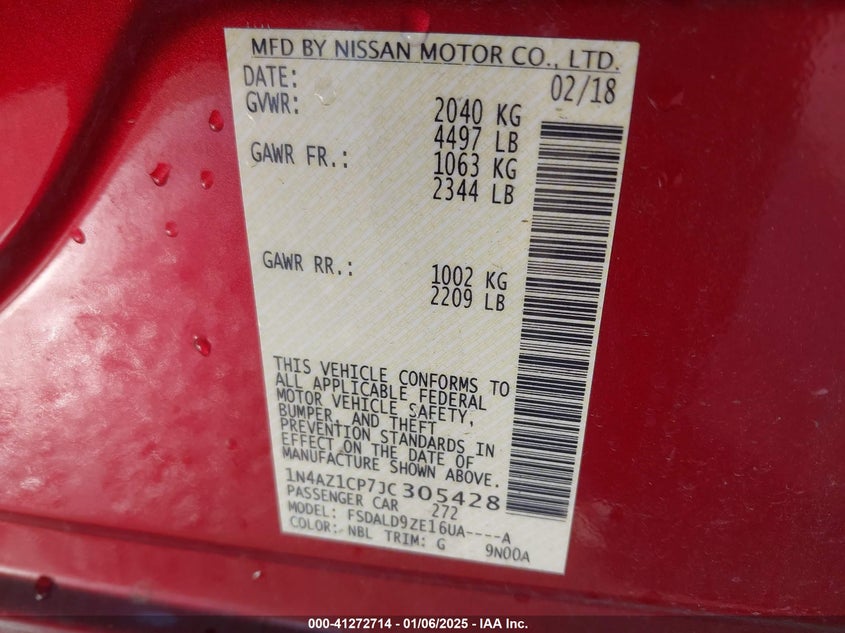 MFD BY NISSAN MOTOR CO., LTD.
DATE: 02/18
GVWR: 2040 KG
4497 LB
GAWR FR.: 1063 KG
2344 LB
GAWR RR.: 1002 KG
2209 LB
THIS VEHICLE CONFORMS TO
ALL APPLICABLE FEDERAL
MOTOR VEHICLE SAFETY,
BUMPER, AND THEFT
PREVENTION STANDARDS IN
EFFECT ON THE DATE OF
MANUFACTURE SHOWN ABOVE.
1N4AZ1CP7JC305428
PASSENGER CAR 272
MODEL: FSDALD9ZE16UA----A
COLOR: NBL TRIM: G 9N00A
000-41272714 - 01/06/2025 - IAA Inc.